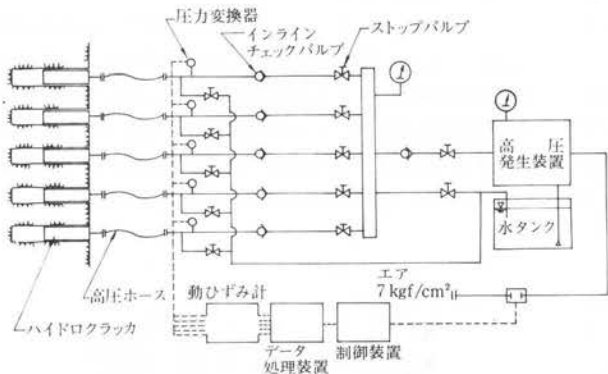 圧力変換器
インライン
チェックバルブ
ストップバルブ
高圧
発生装置
水タンク
エア
7 kgf/cm²
高圧ホース
動ひずみ計
ハイドロクラッカ
データ
処理装置
制御装置